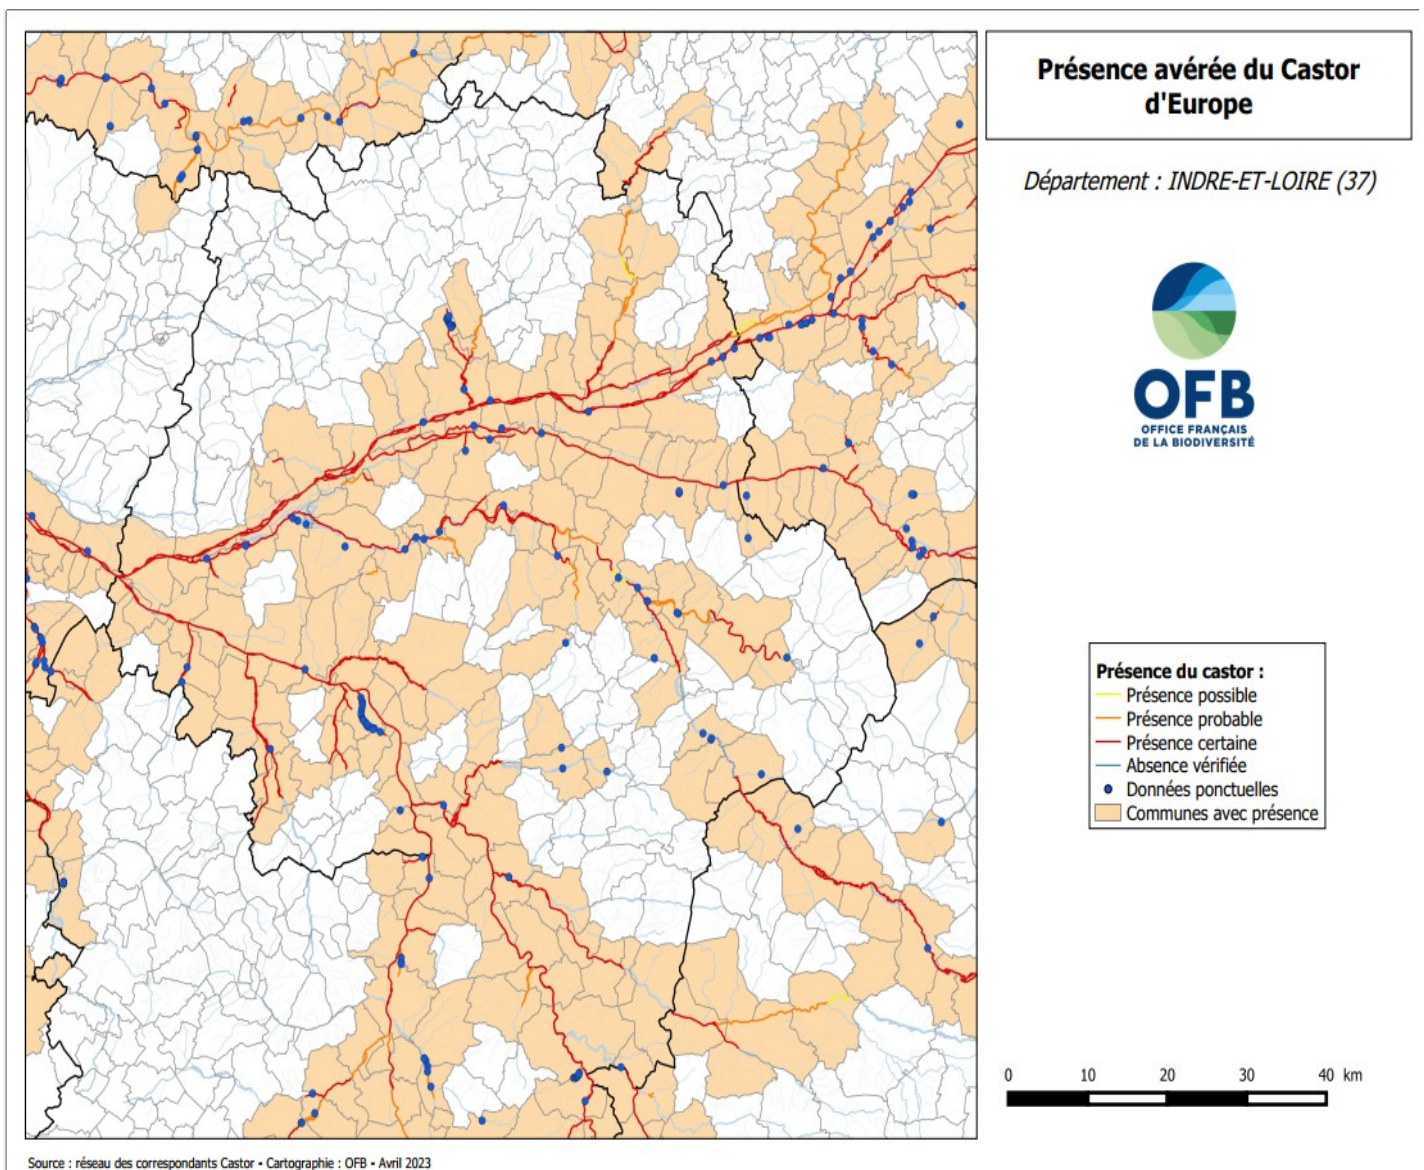 Présence avérée du Castor
d'Europe
Département : INDRE-ET-LOIRE (37)
OFB
OFFICE FRANÇAIS
DE LA BIODIVERSITÉ
Présence du castor :
Présence possible
Présence probable
Présence certaine
Absence vérifiée
Données ponctuelles
Communes avec présence
0 10 20 30 40 km
Source : réseau des correspondants Castor - Cartographie : OFB - Avril 2023